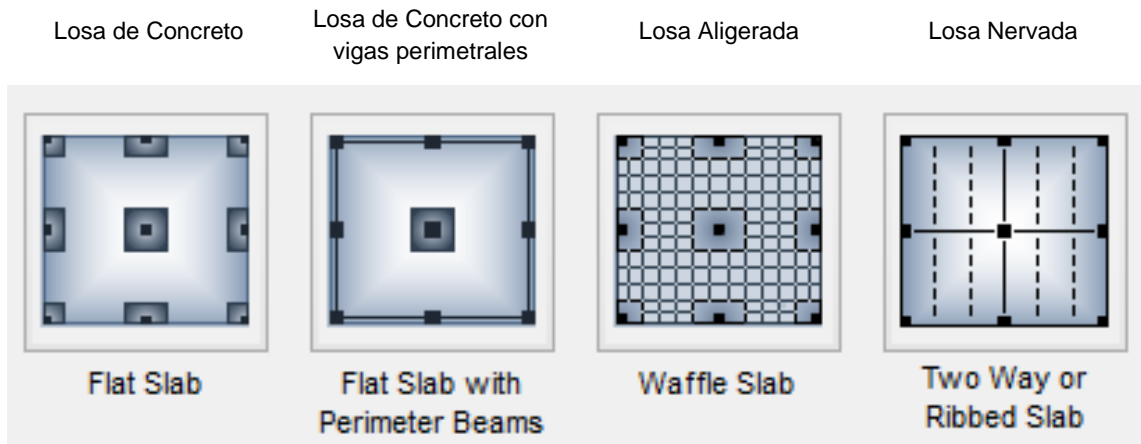 Losa de Concreto
Losa de Concreto con
vigas perimetrales
Losa Aligerada
Losa Nervada
Flat Slab
Flat Slab with
Perimeter Beams
Waffle Slab
Two Way or
Ribbed Slab